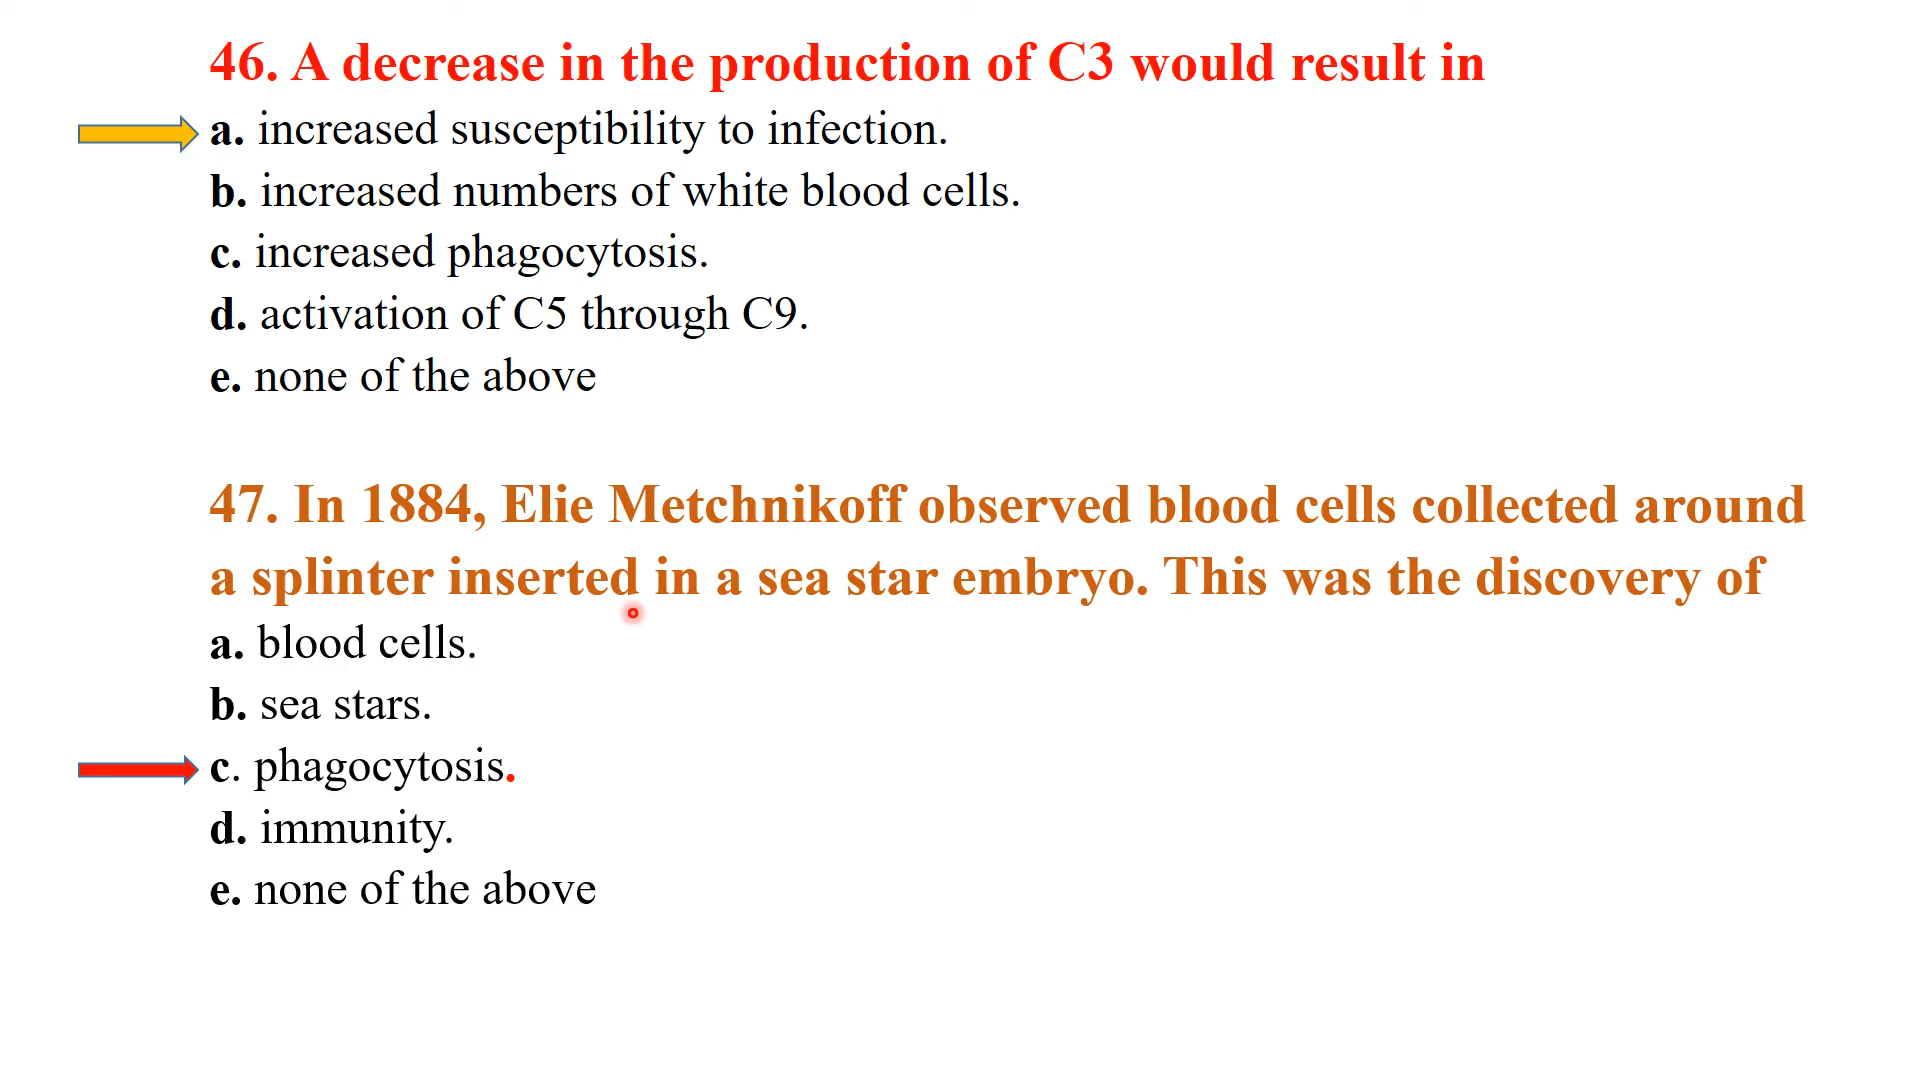 46. A decrease in the production of C3 would result in
a. increased susceptibility to infection.
b. increased numbers of white blood cells.
c. increased phagocytosis.
d. activation of C5 through C9.
e. none of the above
47. In 1884, Elie Metchnikoff observed blood cells collected around
a splinter inserted in a sea star embryo. This was the discovery of
a. blood cells.
b. sea stars.
c. phagocytosis.
d. immunity.
e. none of the above